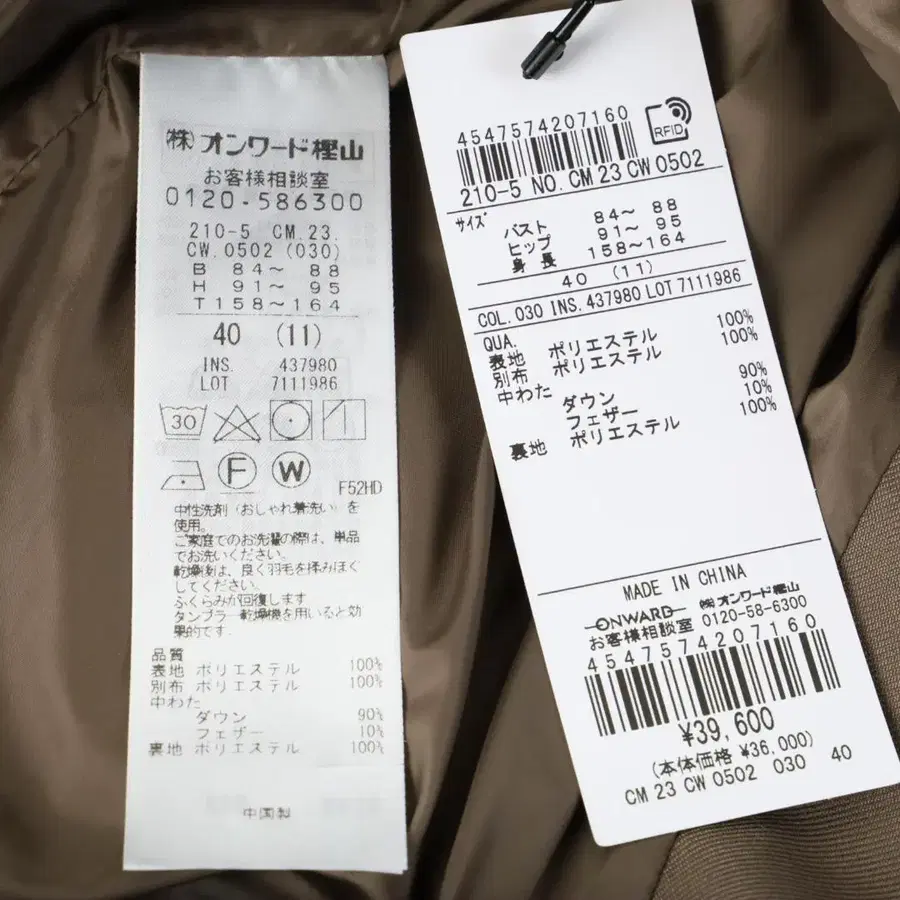 (株)オンワード樫山
お客様相談室
0120-586300
210-5 CM.23.
CW.0502 (030)
B 84～ 88
H 91～ 95
T 158～164
40 (11)
INS. 437980
LOT 7111986
30
F W
F52HD
中性洗剤(おしゃれ着洗い)を
使用。
ご家庭でのお洗濯の際は、単品
でお洗いください。
乾燥後は、良く羽毛を揉みほぐ
してください。
ふくらみが回復します
タンブラー乾燥機を用いると効
果的です.
品質
表地 ポリエステル 100%
別布 ポリエステル 100%
中わた
ダウン 90%
フェザー 10%
裏地 ポリエステル 100%
中国製
4547574207160
RFID
210-5 NO. CM 23 CW 0502
サイズ
バスト 84～ 88
ヒップ 91～ 95
身長 158～164
40 (11)
COL. 030 INS. 437980 LOT 7111986
QUA.
表地 ポリエステル 100%
別布 ポリエステル 100%
中わた
ダウン 90%
フェザー 10%
裏地 ポリエステル 100%
MADE IN CHINA
ONWARD (株)オンワード樫山
お客様相談室 0120-58-6300
4547574207160
¥39,600
(本体価格 ¥36,000)
CM 23 CW 0502 030 40